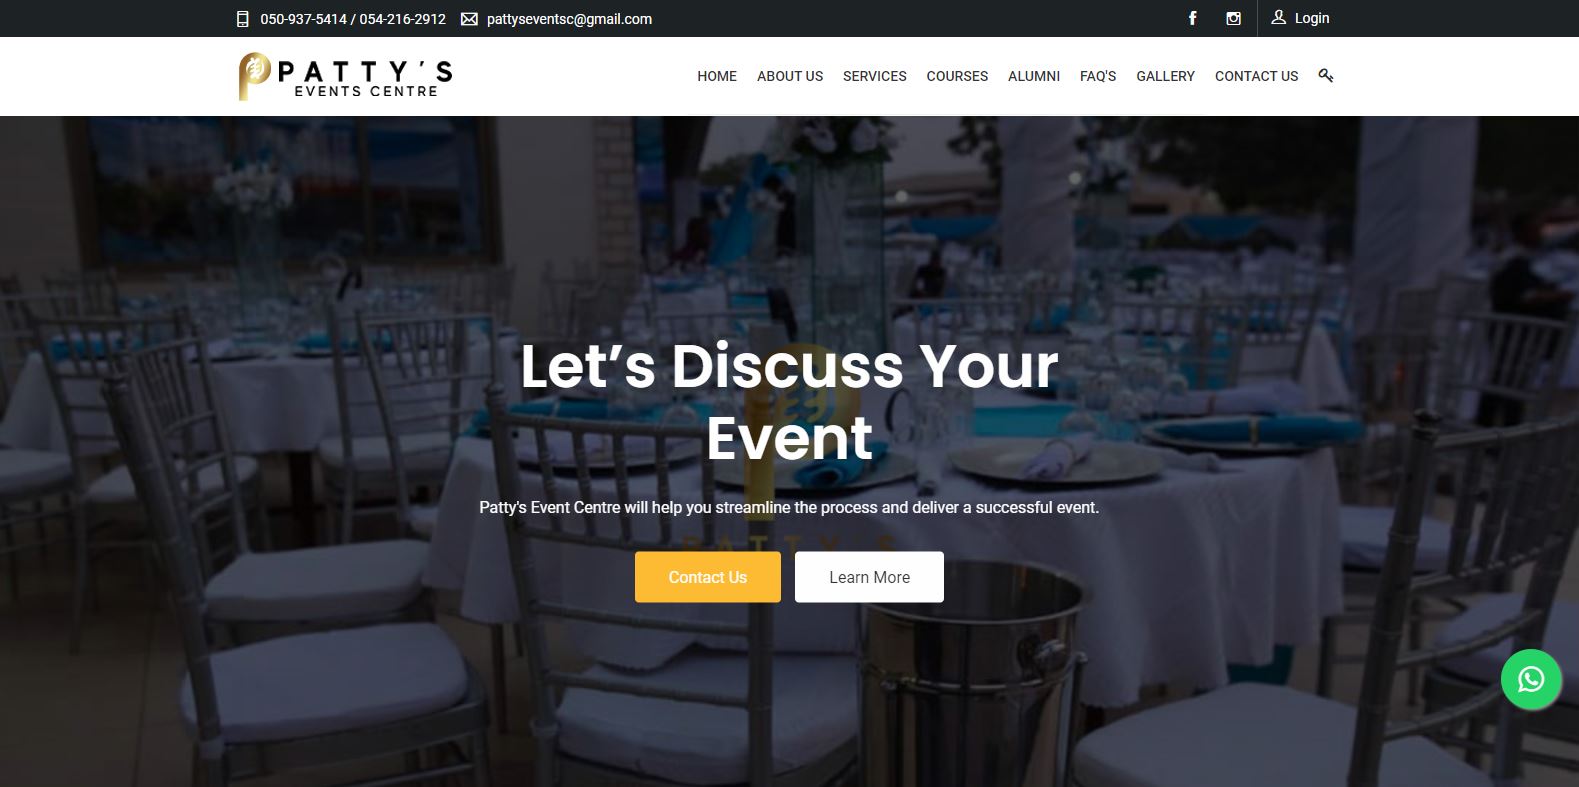 050-937-5414 / 054-216-2912 pattyseventsc@gmail.com Login
PATTY'S
EVENTS CENTRE
HOME ABOUT US SERVICES COURSES ALUMNI FAQ'S GALLERY CONTACT US
Let’s Discuss Your
Event
Patty's Event Centre will help you streamline the process and deliver a successful event.
PATTY'S
Contact Us Learn More